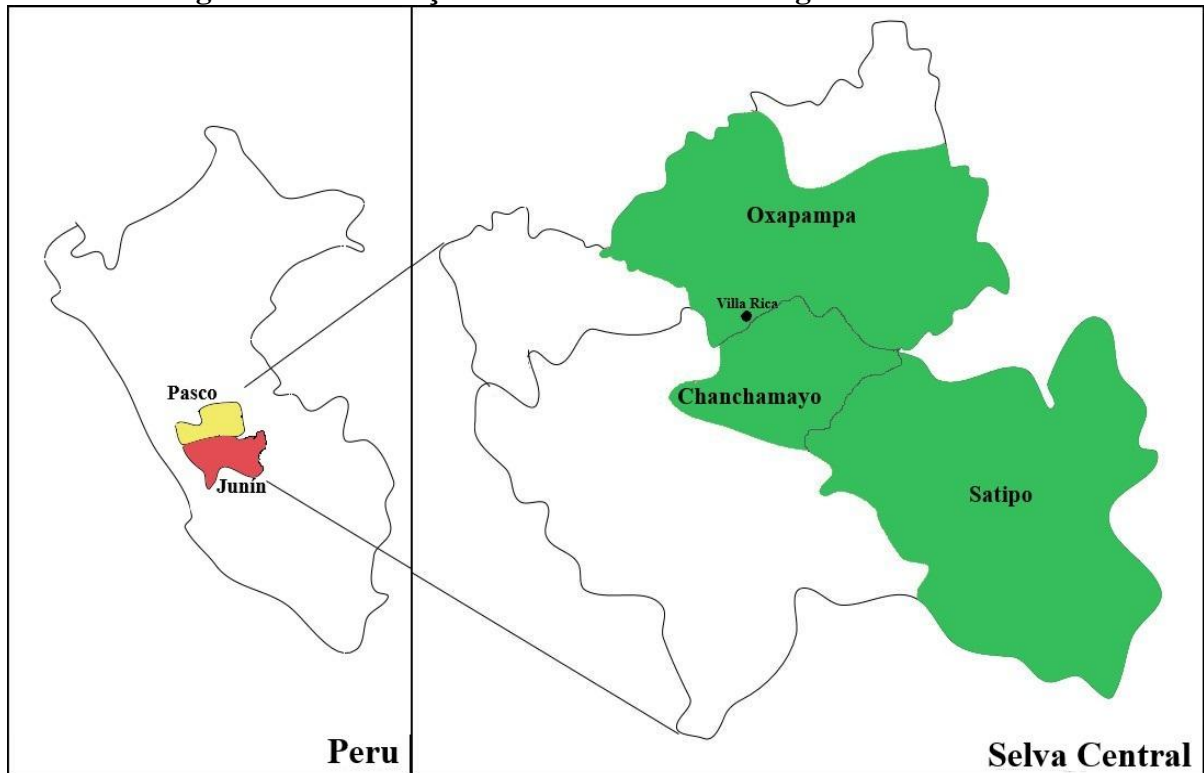 Oxapampa
Villa Rica
Pasco
Chanchamayo
Junín
Satipo
Peru
Selva Central